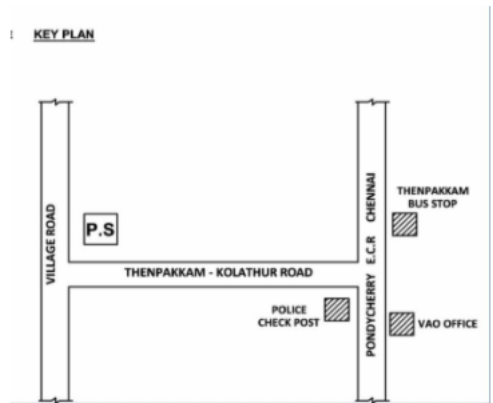 KEY PLAN
THENPAKKAM
BUS STOP
P.S
VILLAGE ROAD
PONDYCHERRY E.C.R CHENNAI
THENPAKKAM - KOLATHUR ROAD
POLICE
CHECK POST
VAO OFFICE